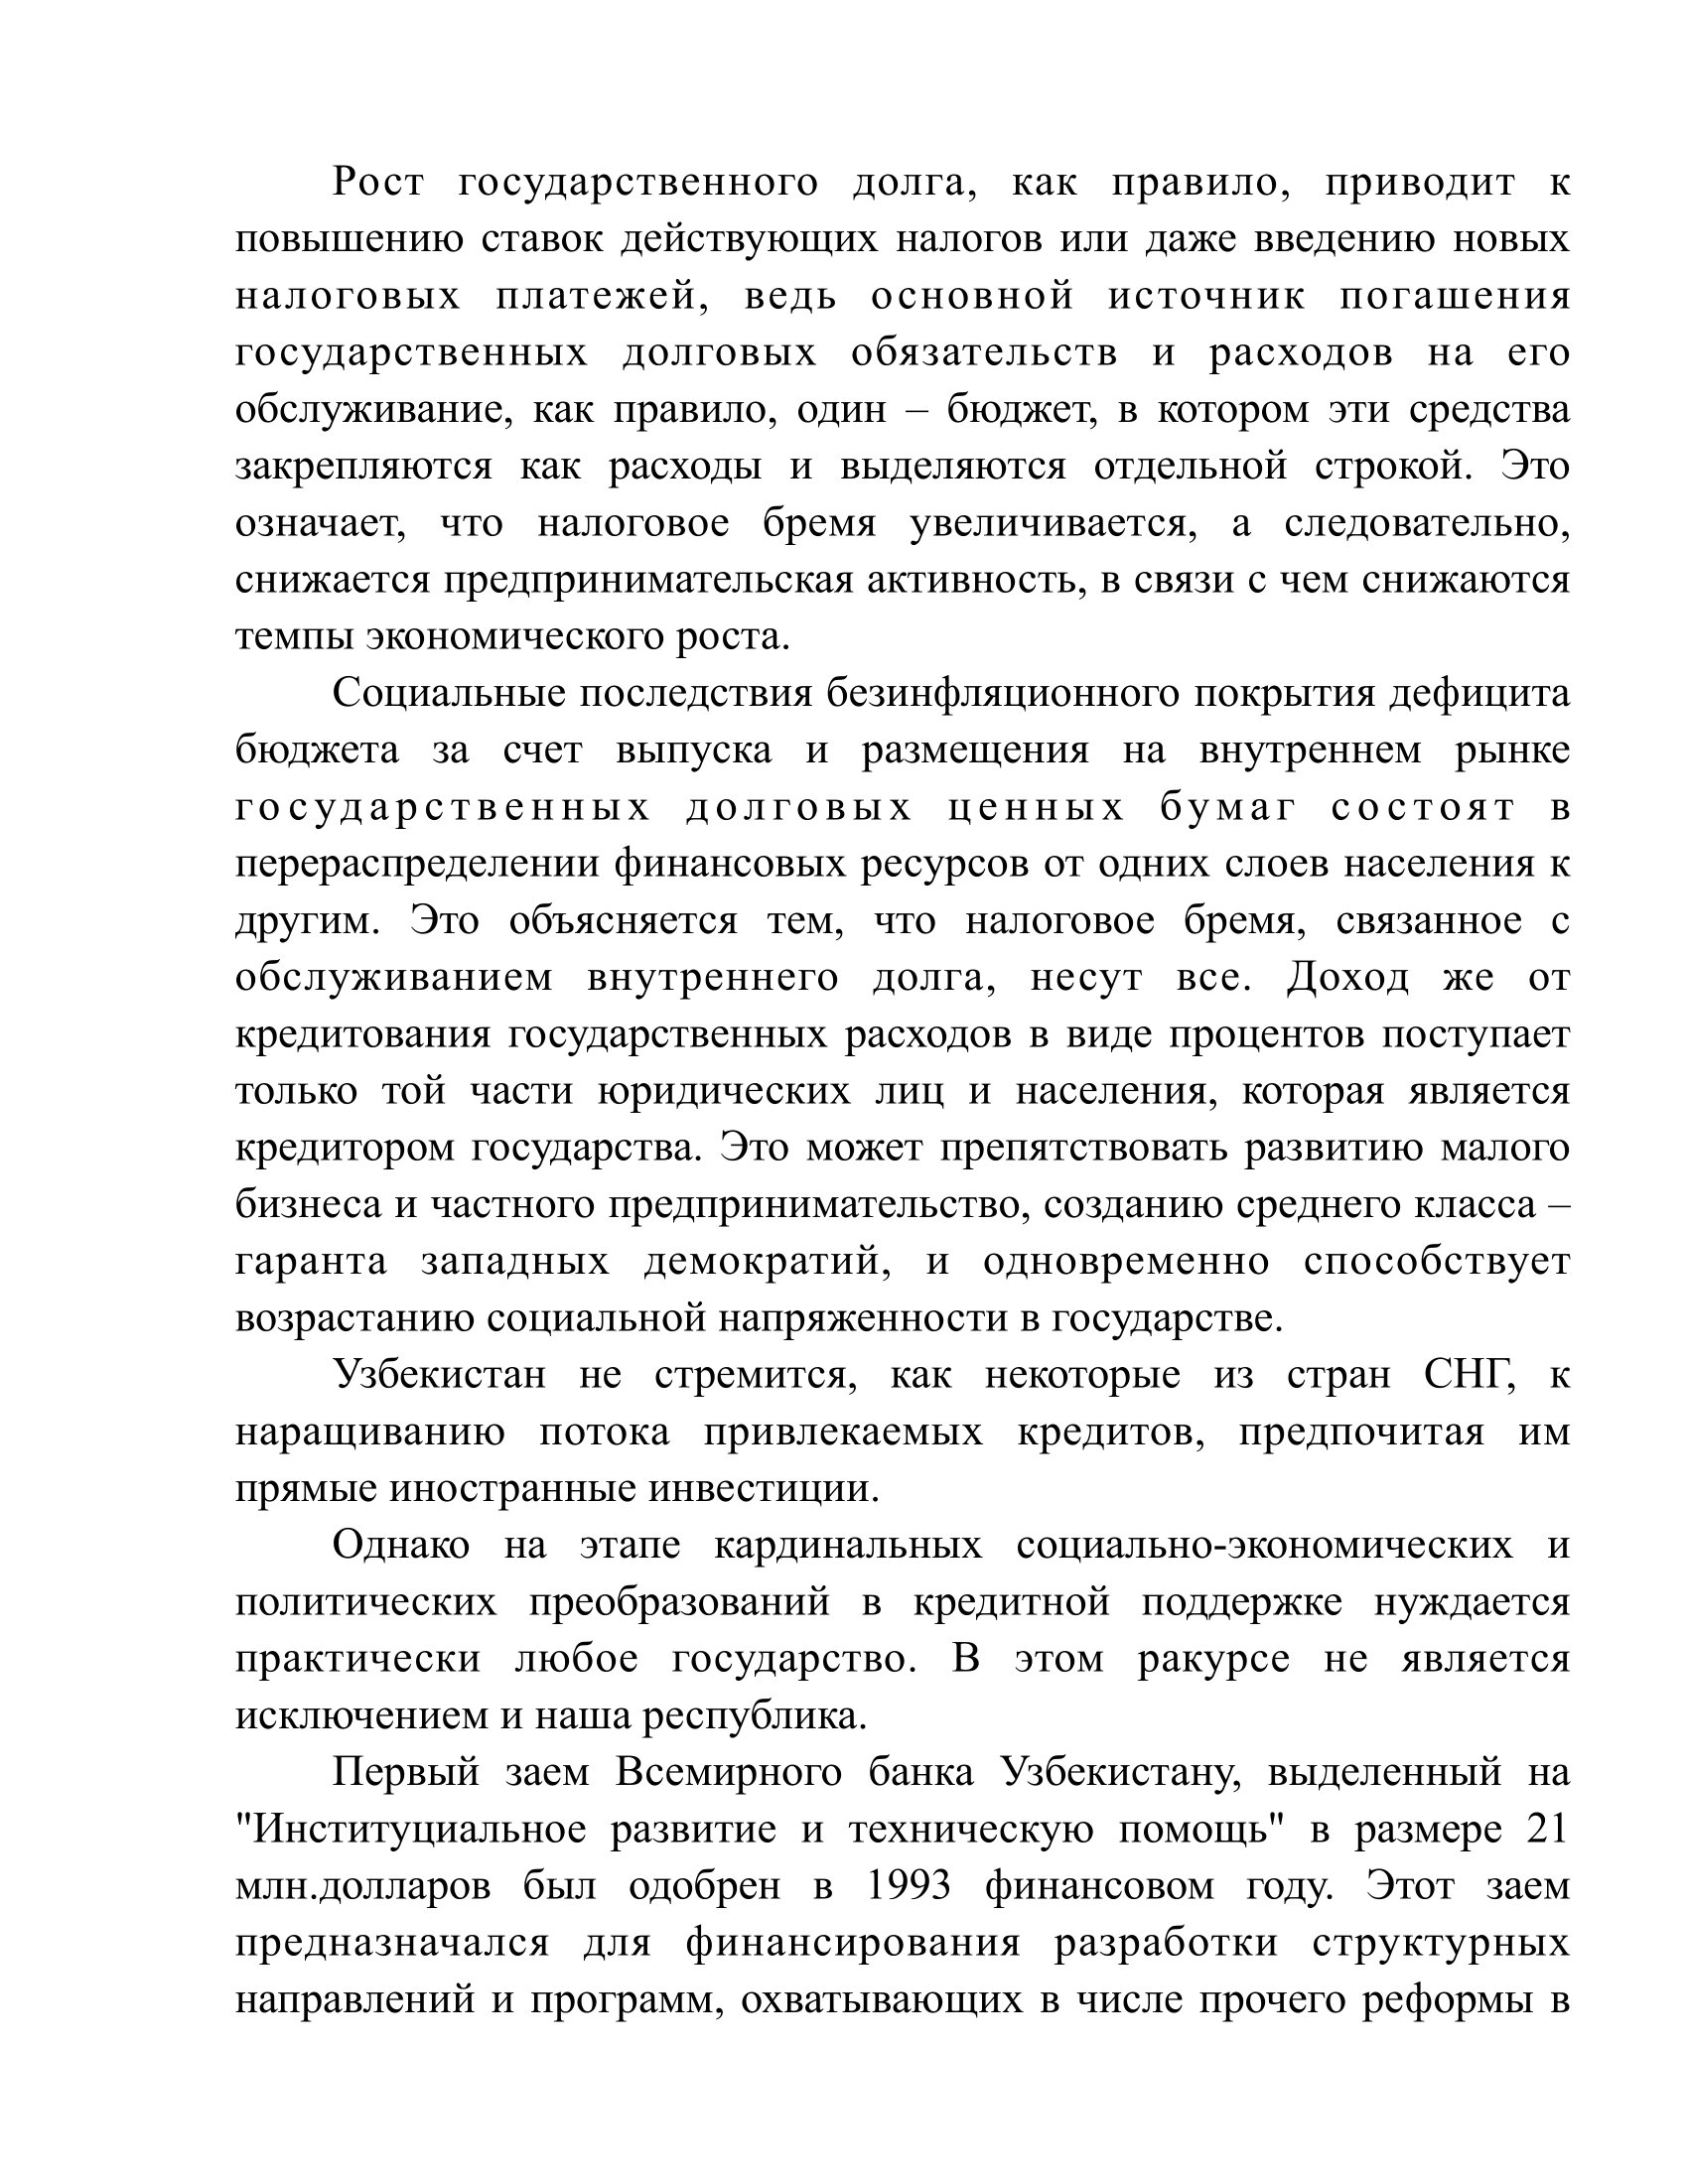 Рост государственного долга, как правило, приводит к
повышению ставок действующих налогов или даже введению новых
налоговых платежей, ведь основной источник погашения
государственных долговых обязательств и расходов на его
обслуживание, как правило, один – бюджет, в котором эти средства
закрепляются как расходы и выделяются отдельной строкой. Это
означает, что налоговое бремя увеличивается, а следовательно,
снижается предпринимательская активность, в связи с чем снижаются
темпы экономического роста.
Социальные последствия безинфляционного покрытия дефицита
бюджета за счет выпуска и размещения на внутреннем рынке
государственных долговых ценных бумаг состоят в
перераспределении финансовых ресурсов от одних слоев населения к
другим. Это объясняется тем, что налоговое бремя, связанное с
обслуживанием внутреннего долга, несут все. Доход же от
кредитования государственных расходов в виде процентов поступает
только той части юридических лиц и населения, которая является
кредитором государства. Это может препятствовать развитию малого
бизнеса и частного предпринимательство, созданию среднего класса –
гаранта западных демократий, и одновременно способствует
возрастанию социальной напряженности в государстве.
Узбекистан не стремится, как некоторые из стран СНГ, к
наращиванию потока привлекаемых кредитов, предпочитая им
прямые иностранные инвестиции.
Однако на этапе кардинальных социально-экономических и
политических преобразований в кредитной поддержке нуждается
практически любое государство. В этом ракурсе не является
исключением и наша республика.
Первый заем Всемирного банка Узбекистану, выделенный на
"Институциальное развитие и техническую помощь" в размере 21
млн.долларов был одобрен в 1993 финансовом году. Этот заем
предназначался для финансирования разработки структурных
направлений и программ, охватывающих в числе прочего реформы в